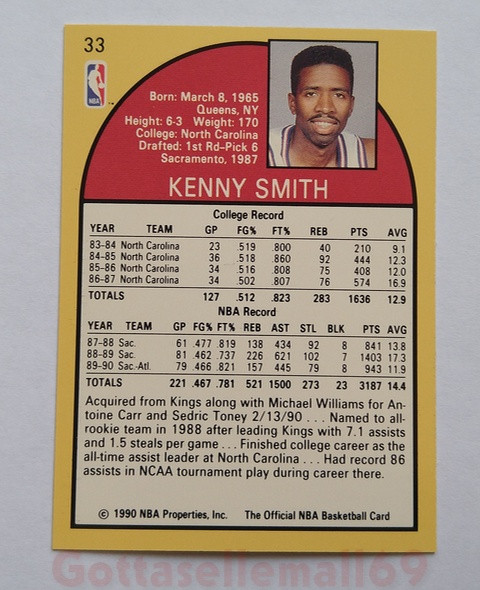 33
NBA
Born: March 8, 1965
Queens, NY
Height: 6-3 Weight: 170
College: North Carolina
Drafted: 1st Rd–Pick 6
Sacramento, 1987
KENNY SMITH
College Record
YEAR TEAM GP FG% FT% REB PTS AVG
83-84 North Carolina 23 .519 .800 40 210 9.1
84-85 North Carolina 36 .518 .860 92 444 12.3
85-86 North Carolina 34 .516 .808 75 408 12.0
86-87 North Carolina 34 .502 .807 76 574 16.9
TOTALS 127 .512 .823 283 1636 12.9
NBA Record
YEAR TEAM GP FG% FT% REB AST STL BLK PTS AVG
87-88 Sac. 61 .477 .819 138 434 92 8 841 13.8
88-89 Sac. 81 .462 .737 226 621 102 7 1403 17.3
89-90 Sac.-Atl. 79 .466 .821 157 445 79 8 943 11.9
TOTALS 221 .467 .781 521 1500 273 23 3187 14.4
Acquired from Kings along with Michael Williams for An-
toine Carr and Sedric Toney 2/13/90 . . . Named to all-
rookie team in 1988 after leading Kings with 7.1 assists
and 1.5 steals per game . . . Finished college career as the
all-time assist leader at North Carolina . . . Had record 86
assists in NCAA tournament play during career there.
© 1990 NBA Properties, Inc. The Official NBA Basketball Card
Gottasellemall69